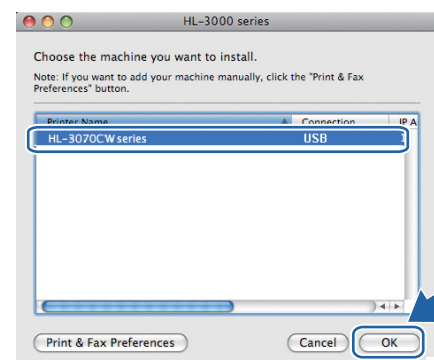 HL-3000 series
Choose the machine you want to install.
Note: If you want to add your machine manually, click the "Print & Fax
Preferences" button.
Printer Name Connection IP A
HL-3070CW series USB
Print & Fax Preferences Cancel OK